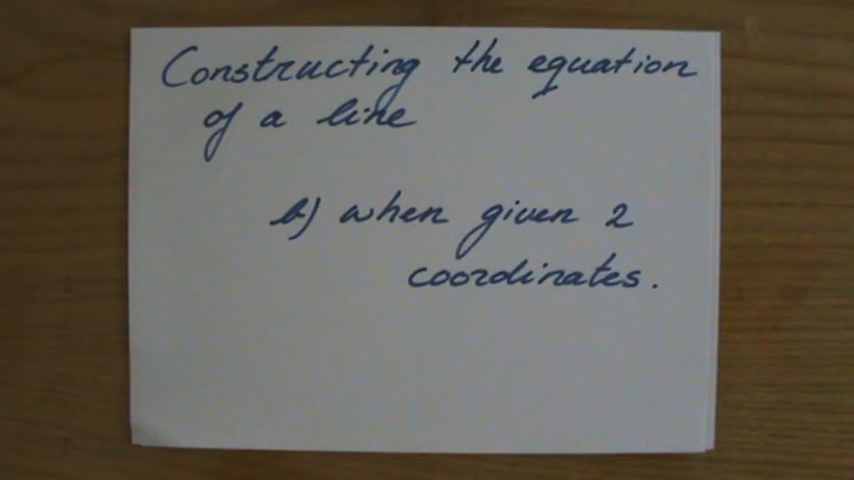 Constructing the equation
of a line
b) when given 2
coordinates.